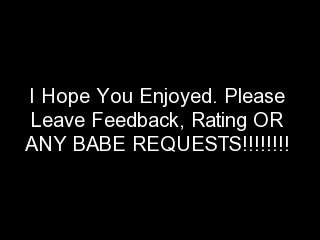 I Hope You Enjoyed. Please
Leave Feedback, Rating OR
ANY BABE REQUESTS!!!!!!!!